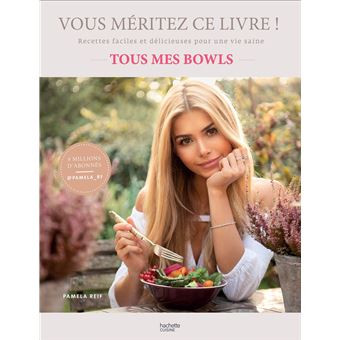 VOUS MÉRITEZ CE LIVRE !
Recettes faciles et délicieuses pour une vie saine
TOUS MES BOWLS
9 MILLIONS
D'ABONNÉS
@PAMELA_RF
PAMELA REIF
hachette
CUISINE